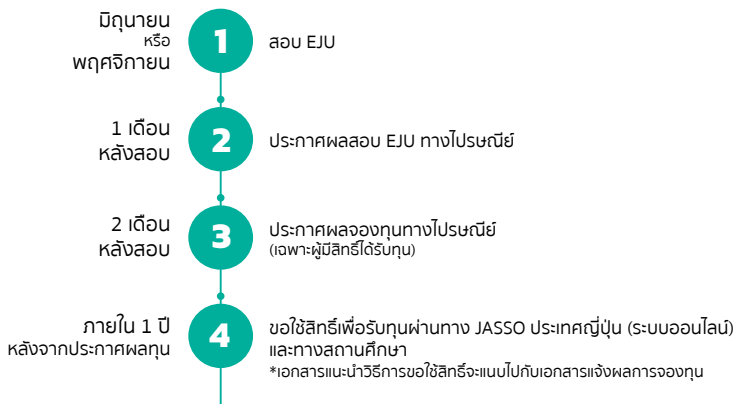 มิถุนายน
หรือ
พฤศจิกายน
1
สอบ EJU
1 เดือน
หลังสอบ
2
ประกาศผลสอบ EJU ทางไปรษณีย์
2 เดือน
หลังสอบ
3
ประกาศผลจองทุนทางไปรษณีย์
(เฉพาะผู้มีสิทธิ์ได้รับทุน)
ภายใน 1 ปี
หลังจากประกาศผลทุน
4
ขอใช้สิทธิ์เพื่อรับทุนผ่านทาง JASSO ประเทศญี่ปุ่น (ระบบออนไลน์)
และทางสถานศึกษา
*เอกสารแนะนำวิธีการขอใช้สิทธิ์จะแนบไปกับเอกสารแจ้งผลการจองทุน